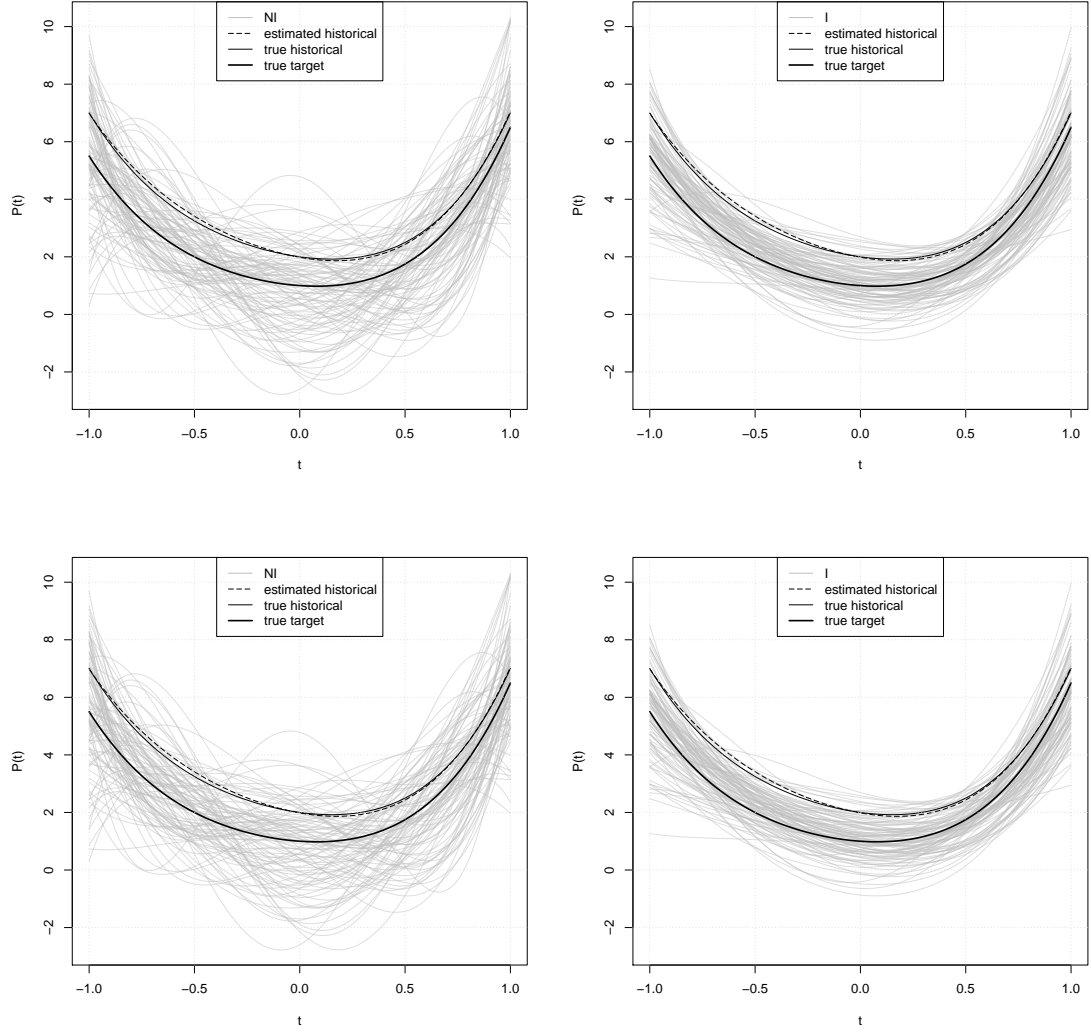 10
8
6
4
2
0
−2
P(t)
NI
estimated historical
true historical
true target
−1.0 −0.5 0.0 0.5 1.0
t
10
8
6
4
2
0
−2
P(t)
I
estimated historical
true historical
true target
−1.0 −0.5 0.0 0.5 1.0
t
10
8
6
4
2
0
−2
P(t)
NI
estimated historical
true historical
true target
−1.0 −0.5 0.0 0.5 1.0
t
10
8
6
4
2
0
−2
P(t)
I
estimated historical
true historical
true target
−1.0 −0.5 0.0 0.5 1.0
t